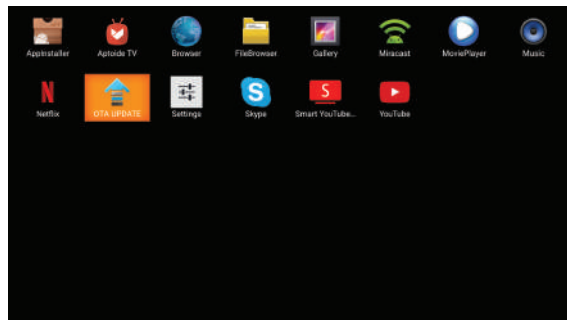 AppInstaller
Aptoide TV
Browser
FileBrowser
Gallery
Miracast
MoviePlayer
Music
N
Netflix
OTA UPDATE
Settings
S
Skype
S
Smart YouTube...
YouTube